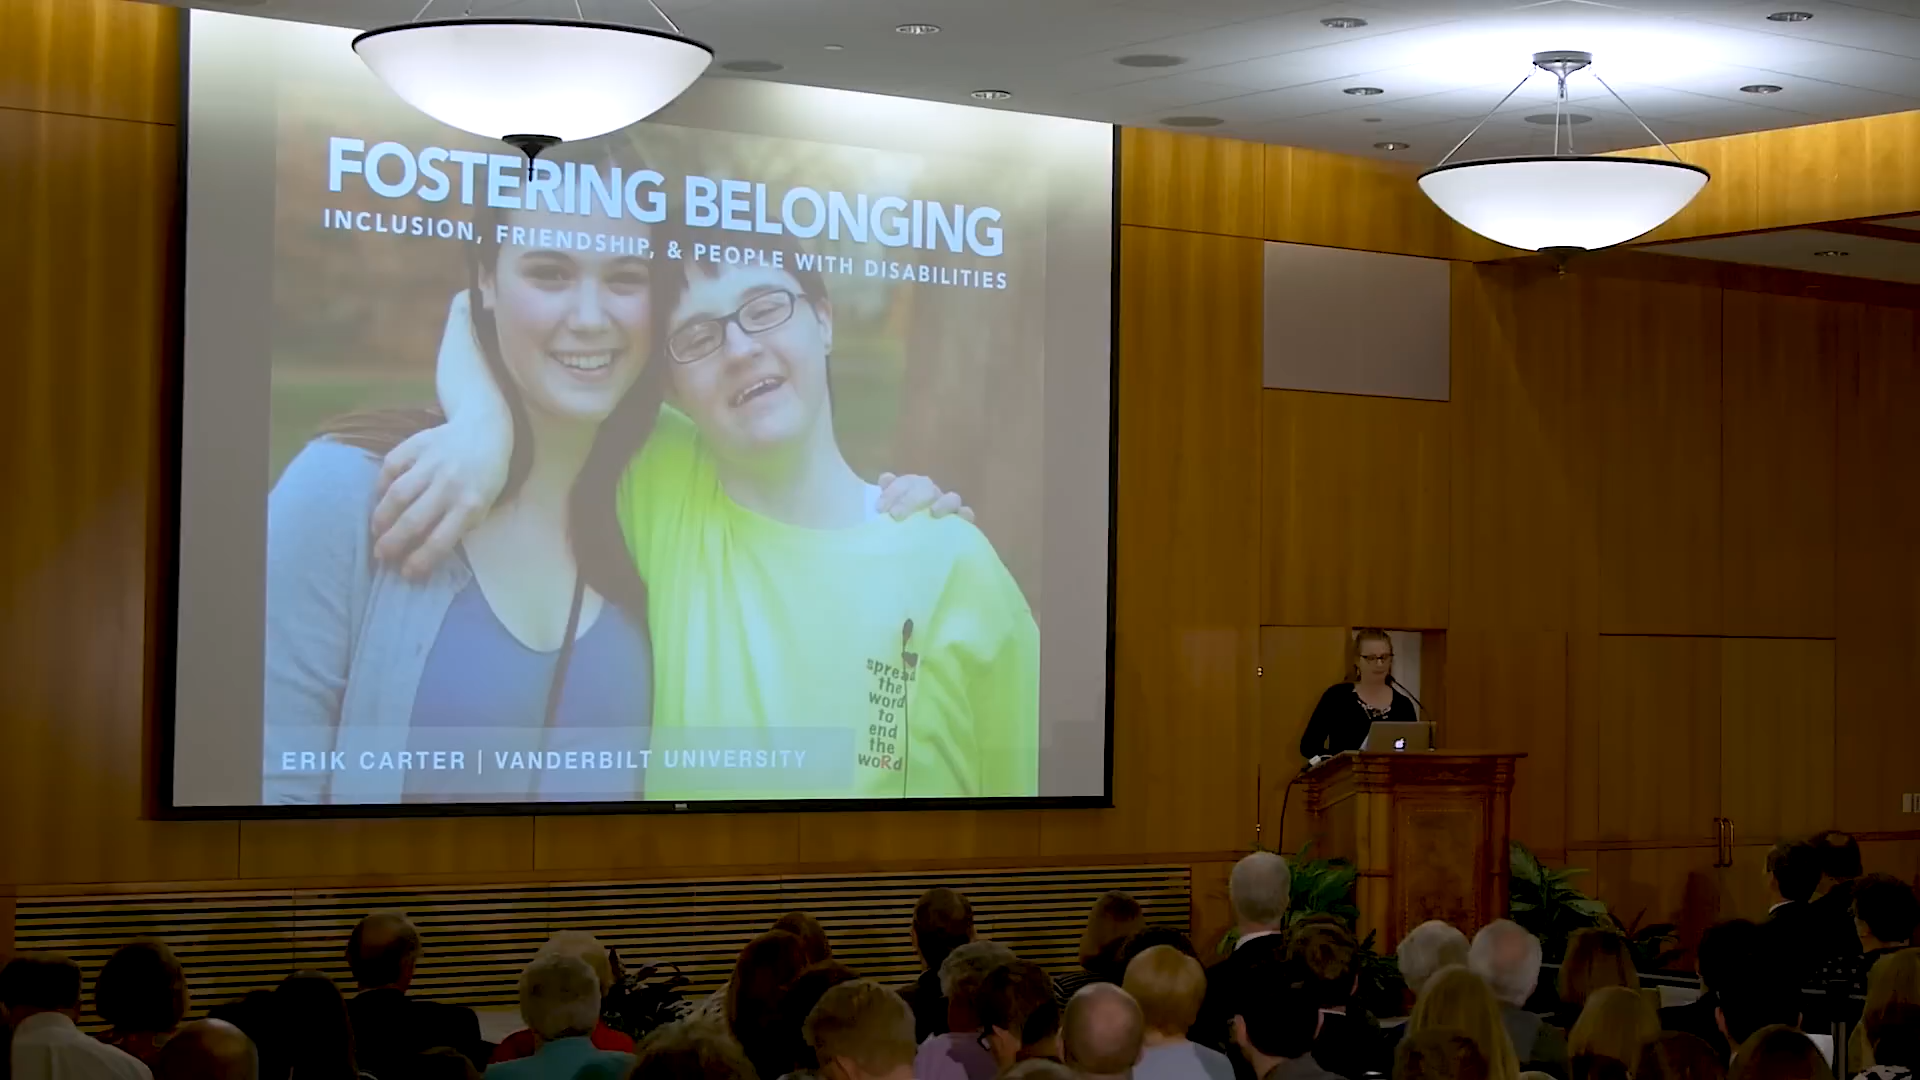 FOSTERING BELONGING
INCLUSION, FRIENDSHIP, & PEOPLE WITH DISABILITIES
spread
the
word
to
end
the
woRd
ERIK CARTER | VANDERBILT UNIVERSITY